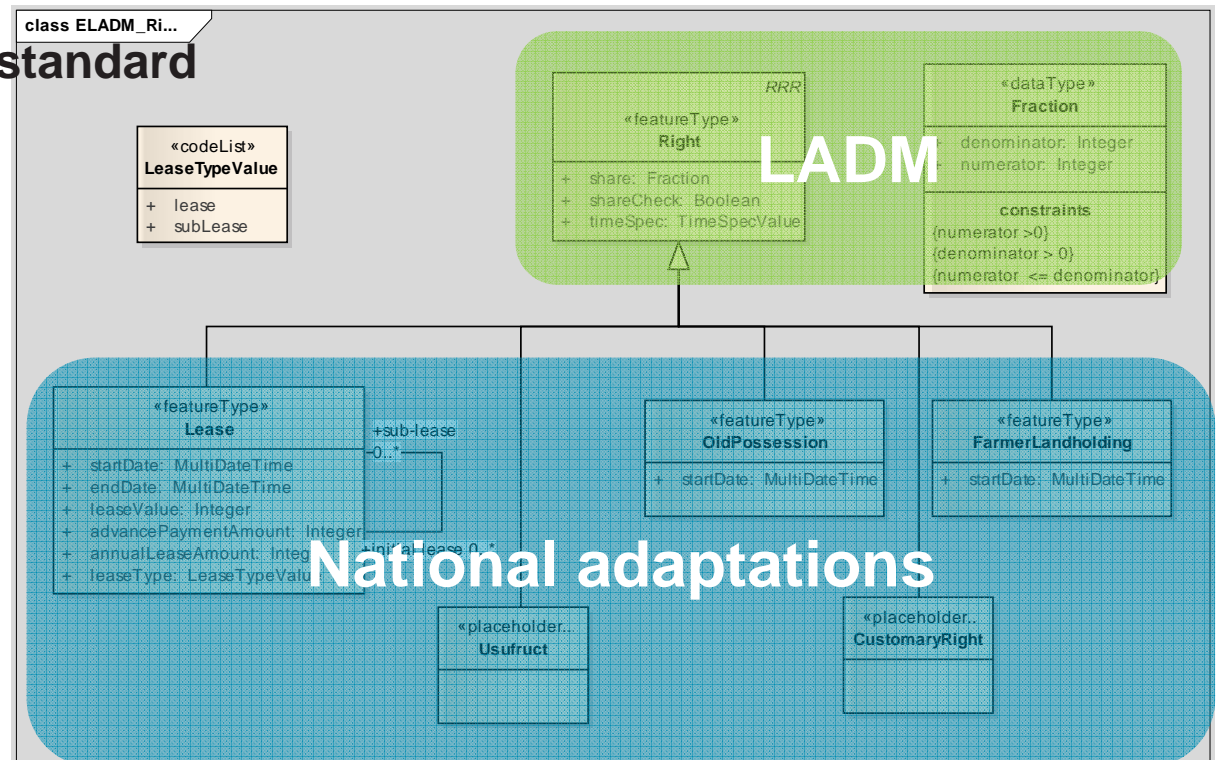 class ELADM_Ri...
standard
«codeList»
LeaseTypeValue
+ lease
+ subLease
RRR
«featureType»
Right
+ share: Fraction
+ shareCheck: Boolean
+ timeSpec: TimeSpecValue
«dataType»
Fraction
+ denominator: Integer
+ numerator: Integer
constraints
{numerator >0}
{denominator > 0}
{numerator <= denominator}
LADM
«featureType»
Lease
+ startDate: MultiDateTime
+ endDate: MultiDateTime
+ leaseValue: Integer
+ advancePaymentAmount: Integer
+ annualLeaseAmount: Integ
+ leaseType: LeaseTypeValu
+sub-lease
0..*
+initial lease 0..*
«featureType»
OldPossession
+ startDate: MultiDateTime
«featureType»
FarmerLandholding
+ startDate: MultiDateTime
National adaptations
«placeholder...
Usufruct
«placeholder..
CustomaryRight